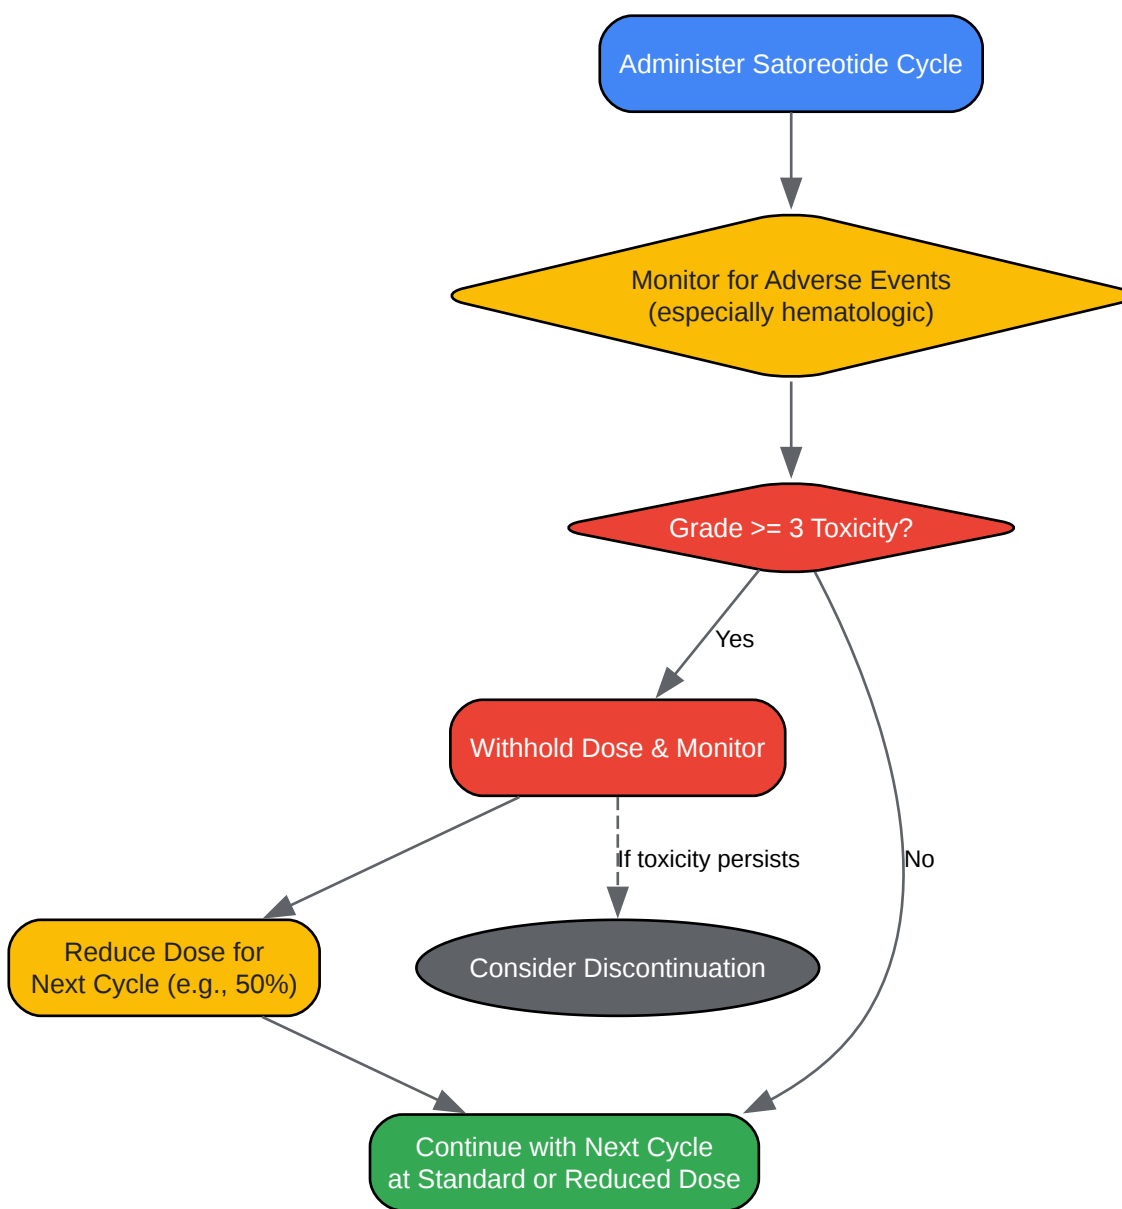 Administer Satoreotide Cycle
Monitor for Adverse Events
(especially hematologic)
Grade >= 3 Toxicity?
Yes
Withhold Dose & Monitor
If toxicity persists
No
Reduce Dose for
Next Cycle (e.g., 50%)
Consider Discontinuation
Continue with Next Cycle
at Standard or Reduced Dose